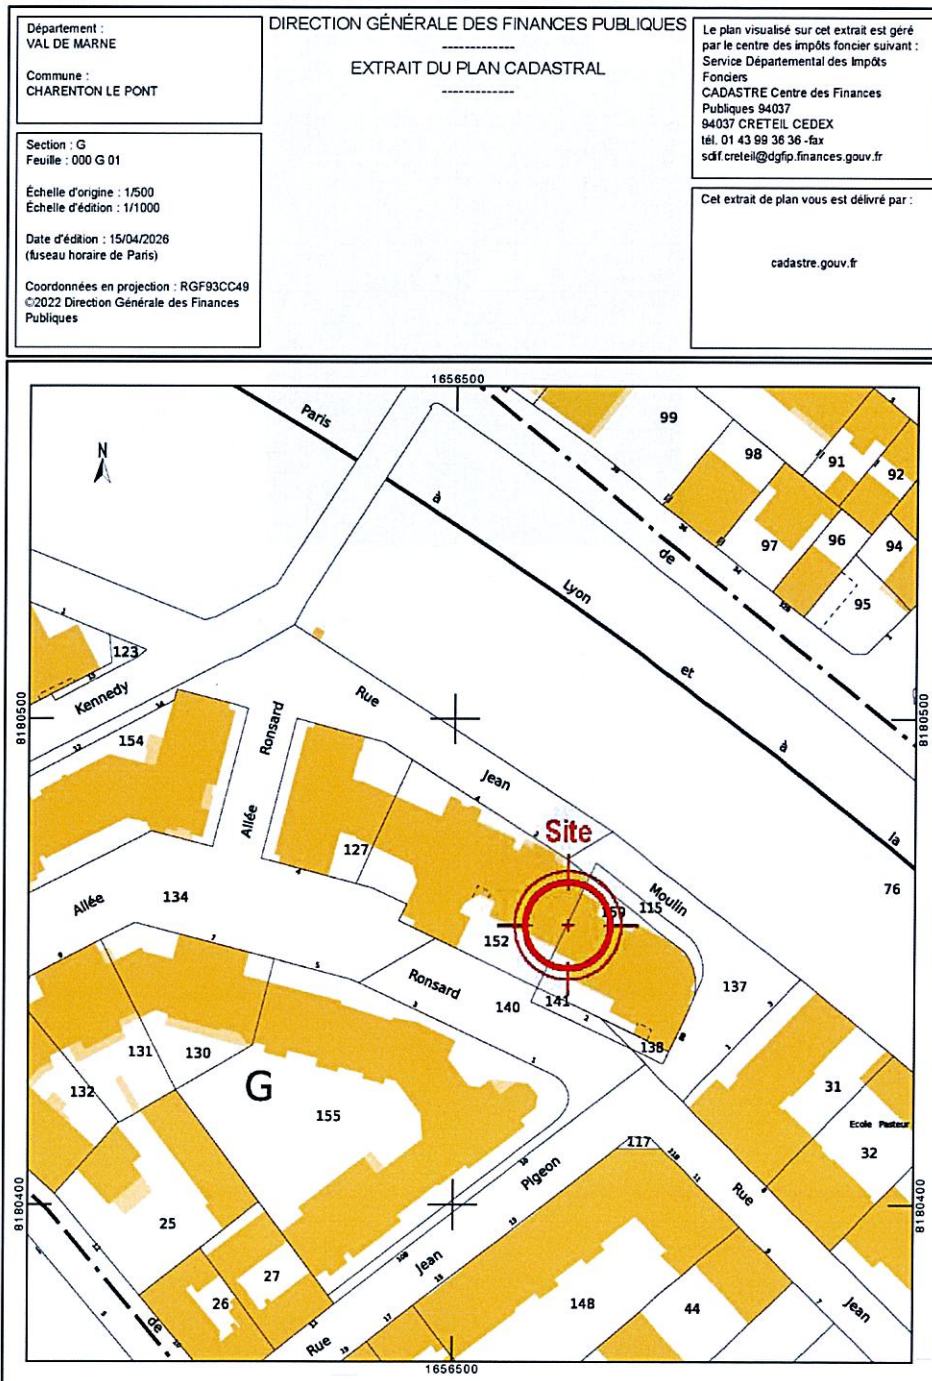 Département :
VAL DE MARNE
Commune :
CHARENTON LE PONT
Section : G
Feuille : 000 G 01
Échelle d'origine : 1/500
Échelle d'édition : 1/1000
Date d'édition : 15/04/2026
(fuseau horaire de Paris)
Coordonnées en projection : RGF93CC49
©2022 Direction Générale des Finances
Publiques
DIRECTION GÉNÉRALE DES FINANCES PUBLIQUES
-------------
EXTRAIT DU PLAN CADASTRAL
-------------
Le plan visualisé sur cet extrait est géré
par le centre des impôts foncier suivant :
Service Départemental des Impôts
Fonciers
CADASTRE Centre des Finances
Publiques 94037
94037 CRETEIL CEDEX
tél. 01 43 99 36 36 -fax
sdif.creteil@dgfip.finances.gouv.fr
Cet extrait de plan vous est délivré par :
cadastre.gouv.fr
1656500
Paris
99
98
91
92
N
à
97
96
94
de
Lyon
95
123
et
Kennedy
Rue
8180500
8180500
154
Ronsard
à
Jean
Allée
Site
la
127
76
Allée
134
Moulin
159
115
152
Ronsard
137
140
141
138
131
130
132
G
155
31
Ecole Pasteur
117
32
Pigeon
Rue
8180400
8180400
25
Jean
27
26
148
44
Jean
de
Rue
1656500